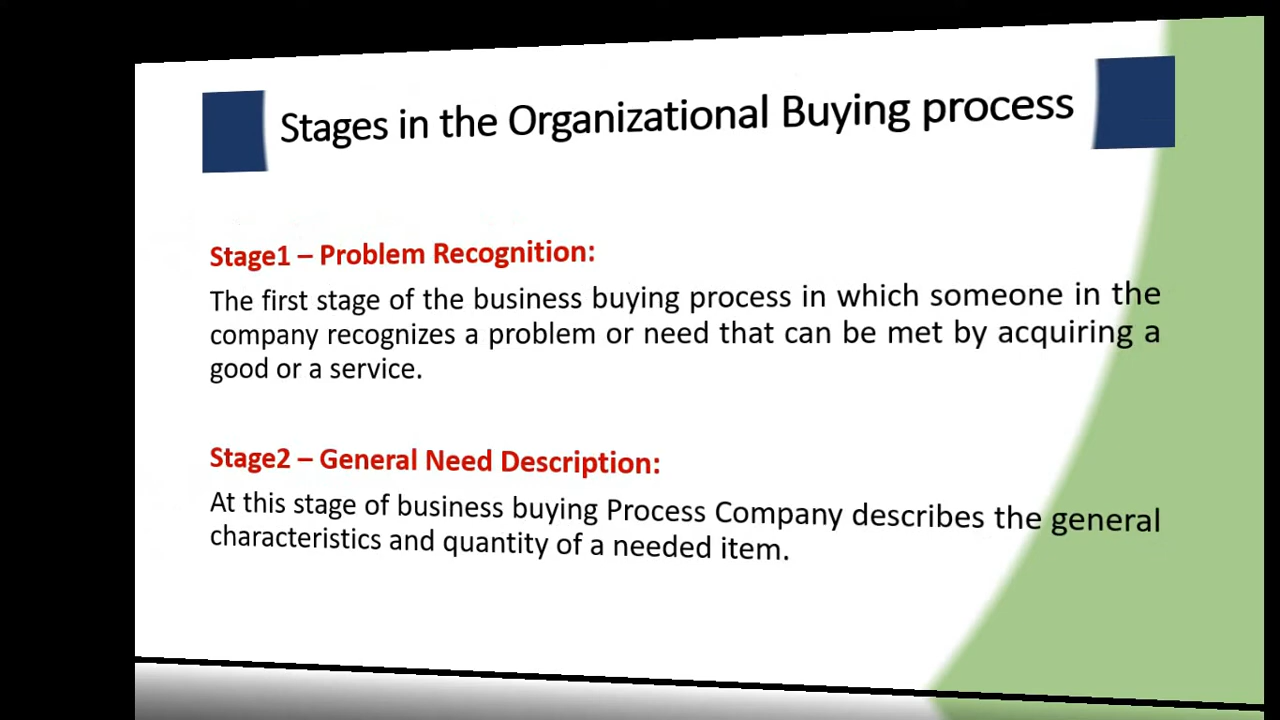 Stages in the Organizational Buying process
Stage1 – Problem Recognition:
The first stage of the business buying process in which someone in the
company recognizes a problem or need that can be met by acquiring a
good or a service.
Stage2 – General Need Description:
At this stage of business buying Process Company describes the general
characteristics and quantity of a needed item.